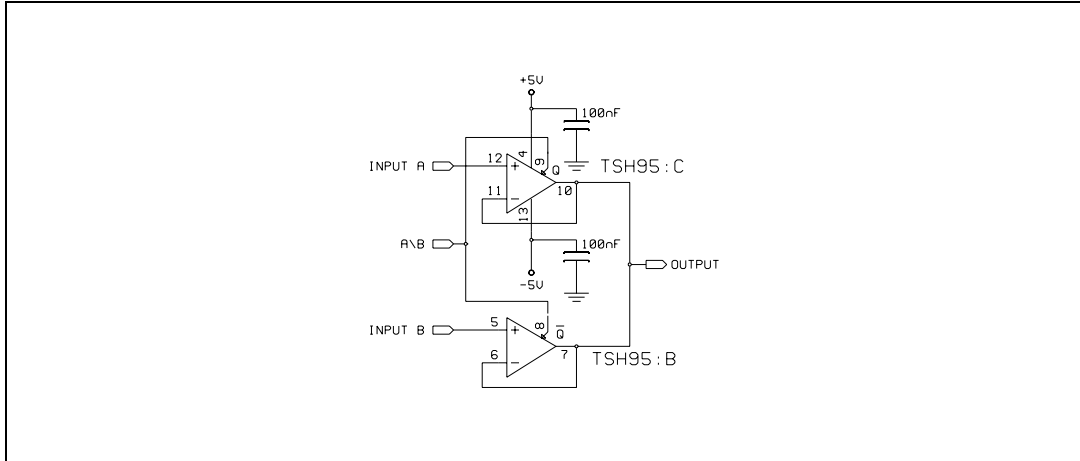 +5V
100nF
4
9
Q
INPUT A
12
+
TSH95:C
10
11
−
13
A\B
100nF
OUTPUT
-5V
INPUT B
5
+
8
Q̅
7
TSH95:B
6
−